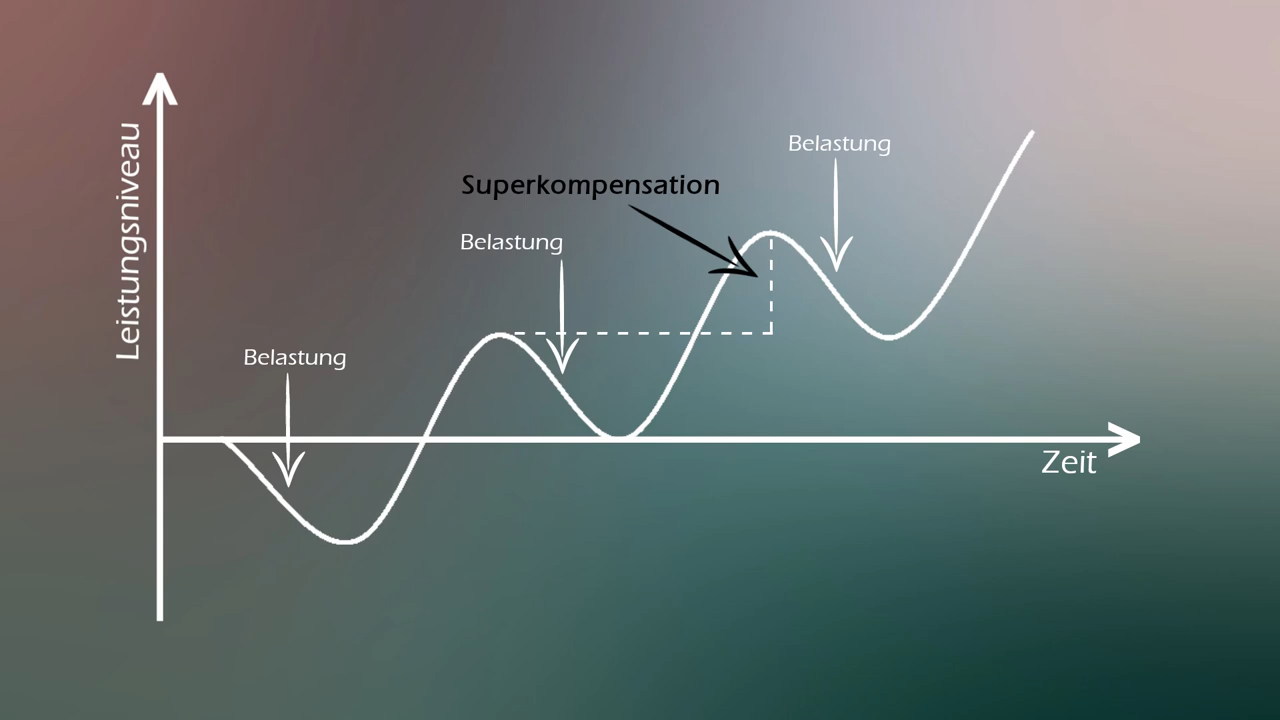 Leistungsniveau
Belastung
Superkompensation
Belastung
Belastung
Zeit